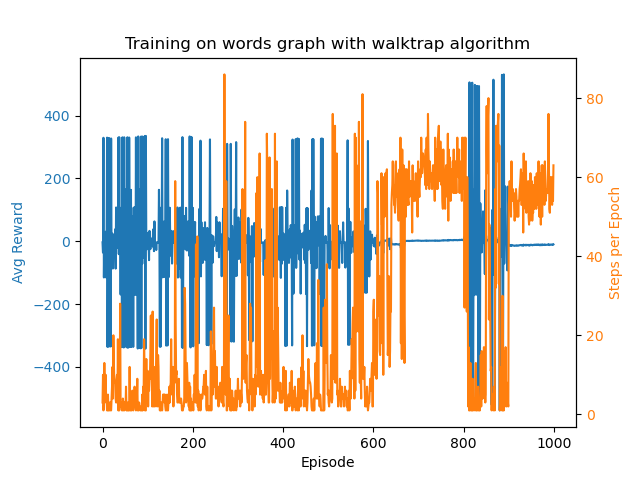 Training on words graph with walktrap algorithm
Avg Reward
400
200
0
−200
−400
80
60
40
20
0
Steps per Epoch
0 200 400 600 800 1000
Episode